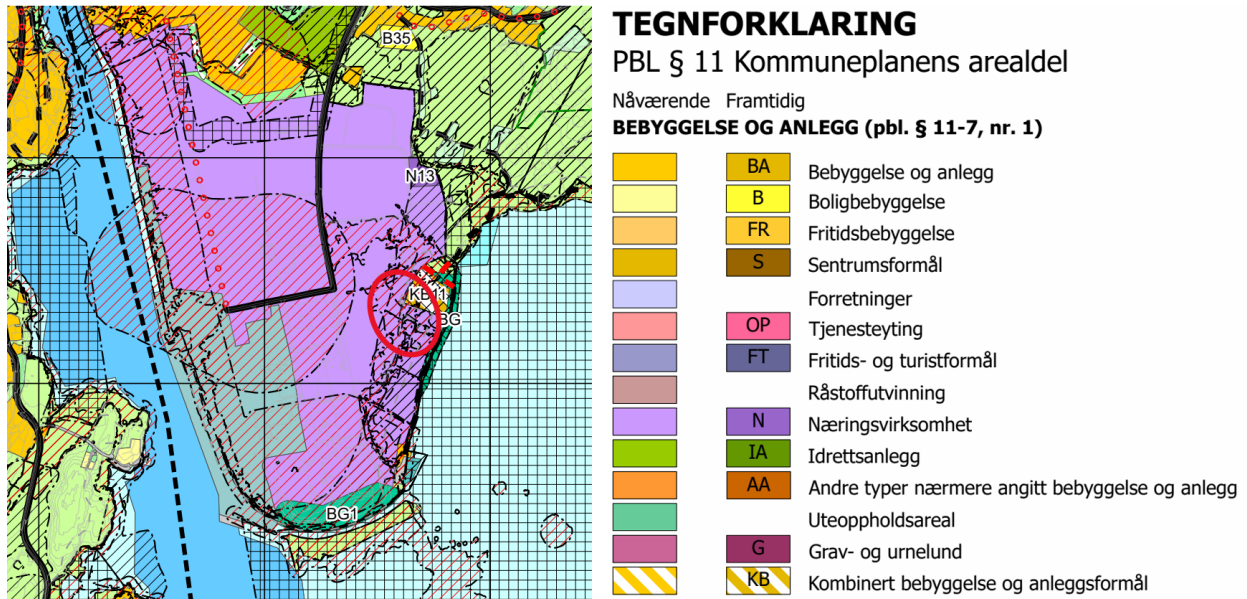 B35
N13
KB11
BG
BG1
TEGNFORKLARING
PBL § 11 Kommuneplanens arealdel
Nåværende Framtidig
BEBYGGELSE OG ANLEGG (pbl. § 11-7, nr. 1)
BA Bebyggelse og anlegg
B Boligbebyggelse
FR Fritidsbebyggelse
S Sentrumsformål
Forretninger
OP Tjenesteyting
FT Fritids- og turistformål
Råstoffutvinning
N Næringsvirksomhet
IA Idrettsanlegg
AA Andre typer nærmere angitt bebyggelse og anlegg
Uteoppholdsareal
G Grav- og urnelund
KB Kombinert bebyggelse og anleggsformål